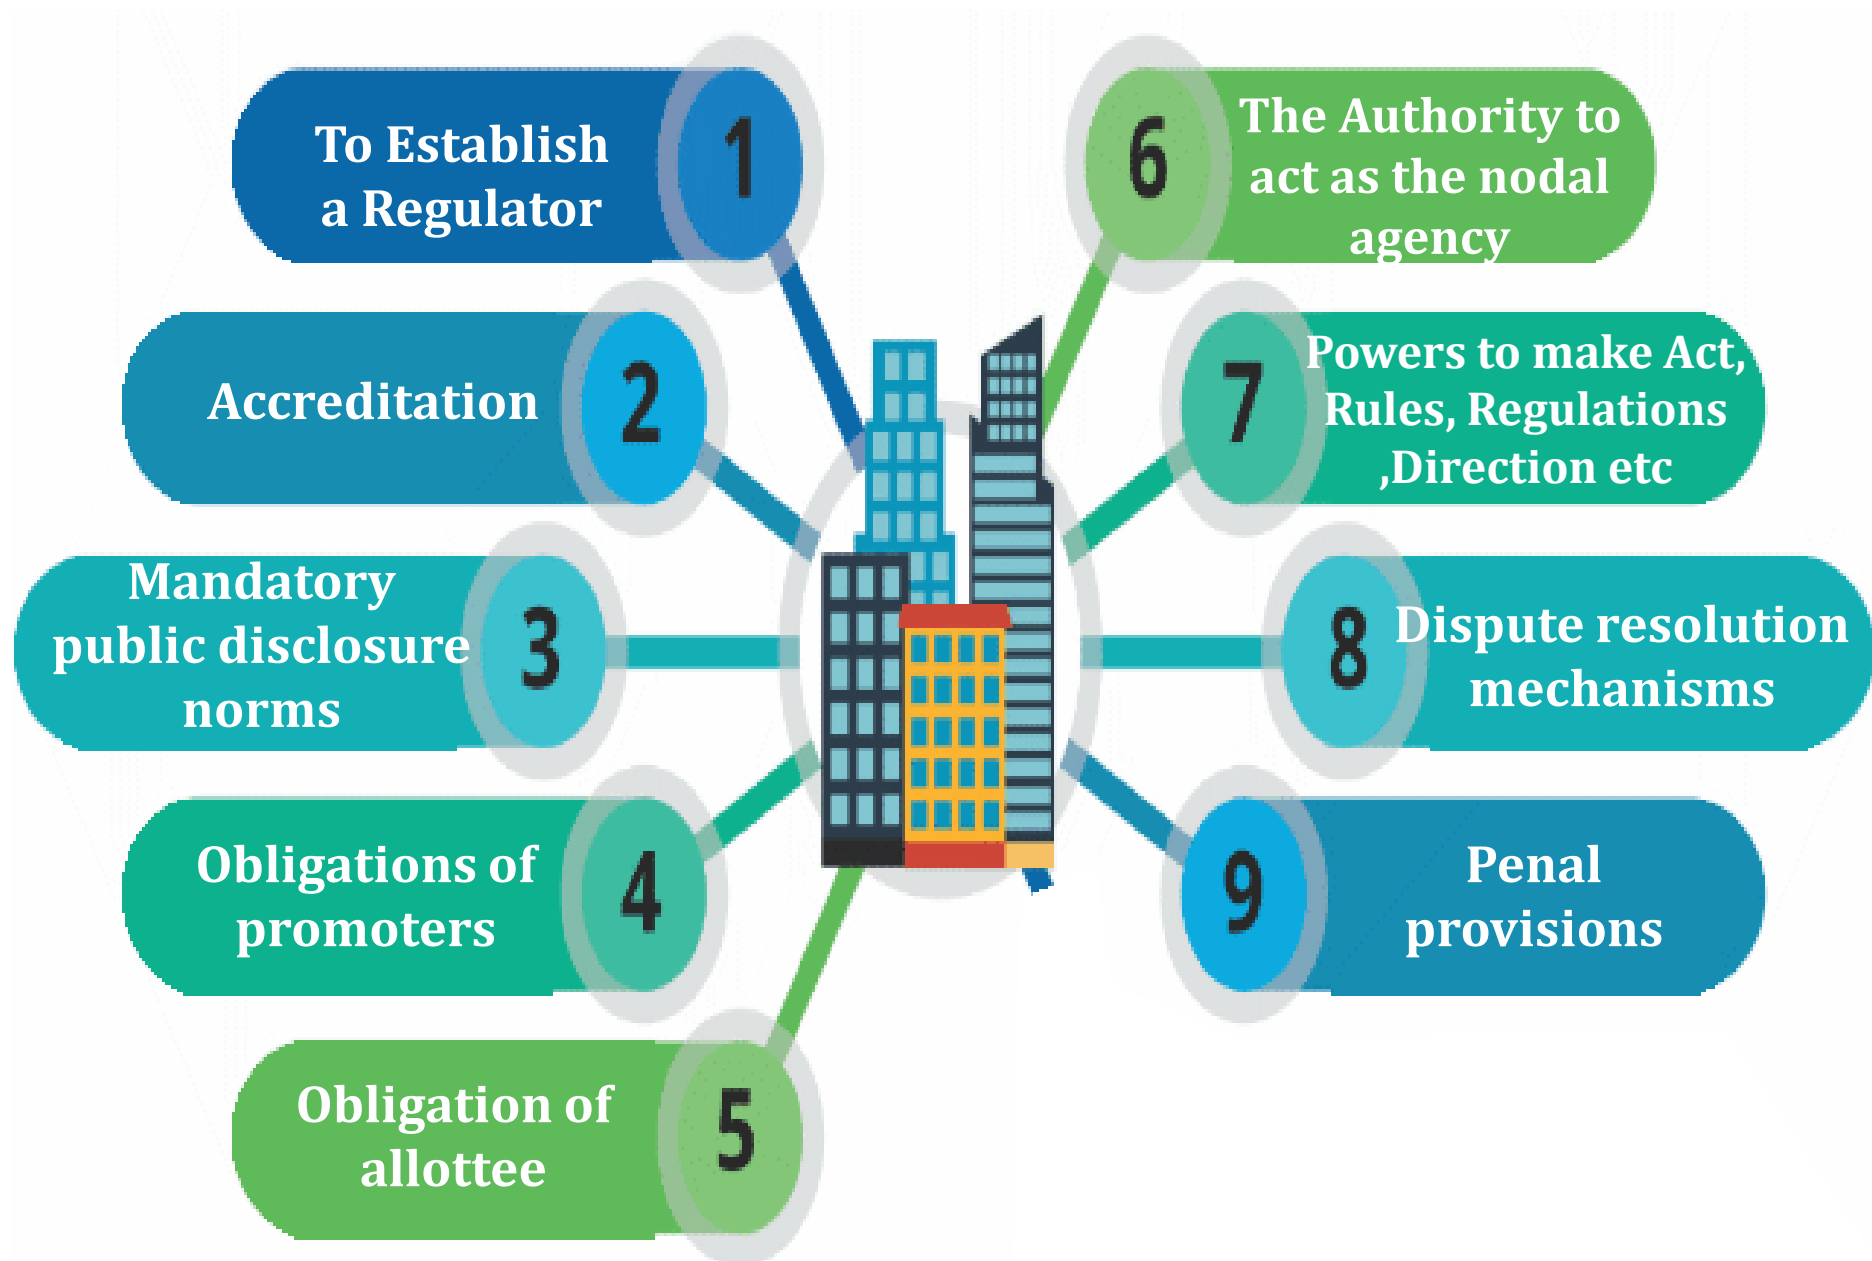 To Establish
a Regulator
1
Accreditation
2
Mandatory
public disclosure
norms
3
Obligations of
promoters
4
Obligation of
allottee
5
6
The Authority to
act as the nodal
agency
7
Powers to make Act,
Rules, Regulations
,Direction etc
8
Dispute resolution
mechanisms
9
Penal
provisions